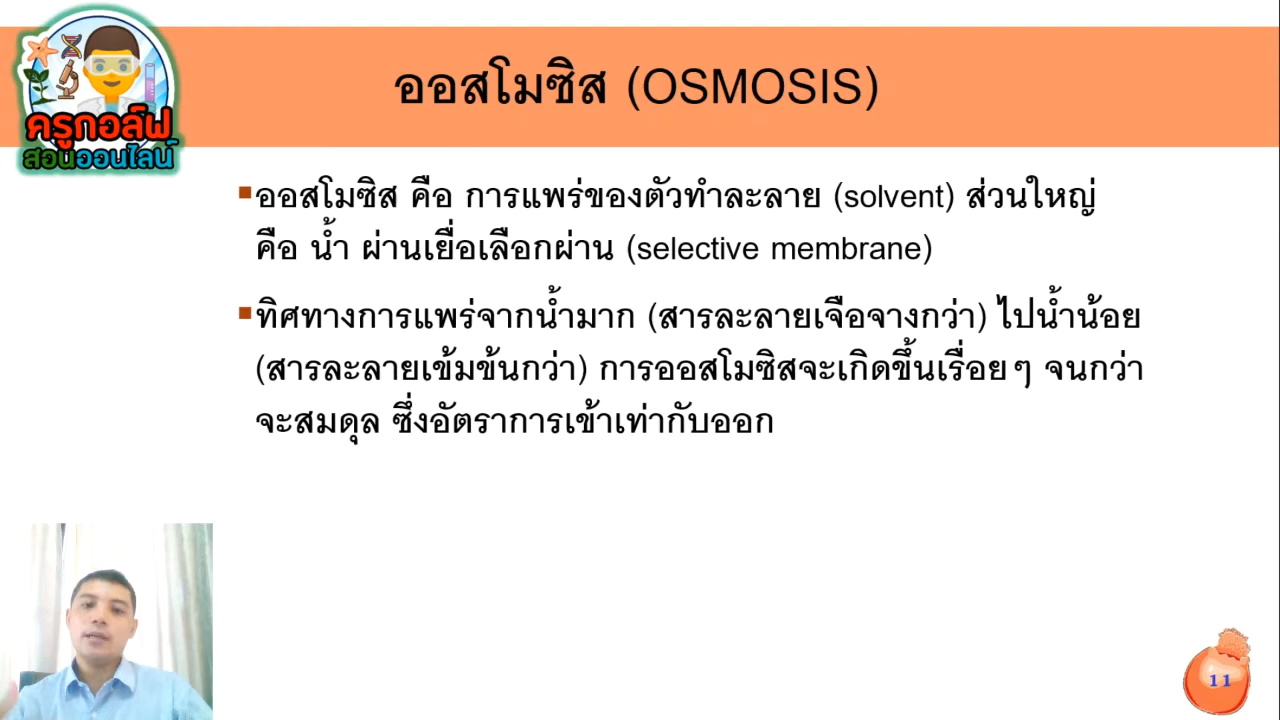 ครูกอล์ฟ
สอนออนไลน์
ออสโมซิส (OSMOSIS)
▪ออสโมซิส คือ การแพร่ของตัวทำละลาย (solvent) ส่วนใหญ่
คือ น้ำ ผ่านเยื่อเลือกผ่าน (selective membrane)
▪ทิศทางการแพร่จากน้ำมาก (สารละลายเจือจางกว่า) ไปน้ำน้อย
(สารละลายเข้มข้นกว่า) การออสโมซิสจะเกิดขึ้นเรื่อยๆ จนกว่า
จะสมดุล ซึ่งอัตราการเข้าเท่ากับออก
11